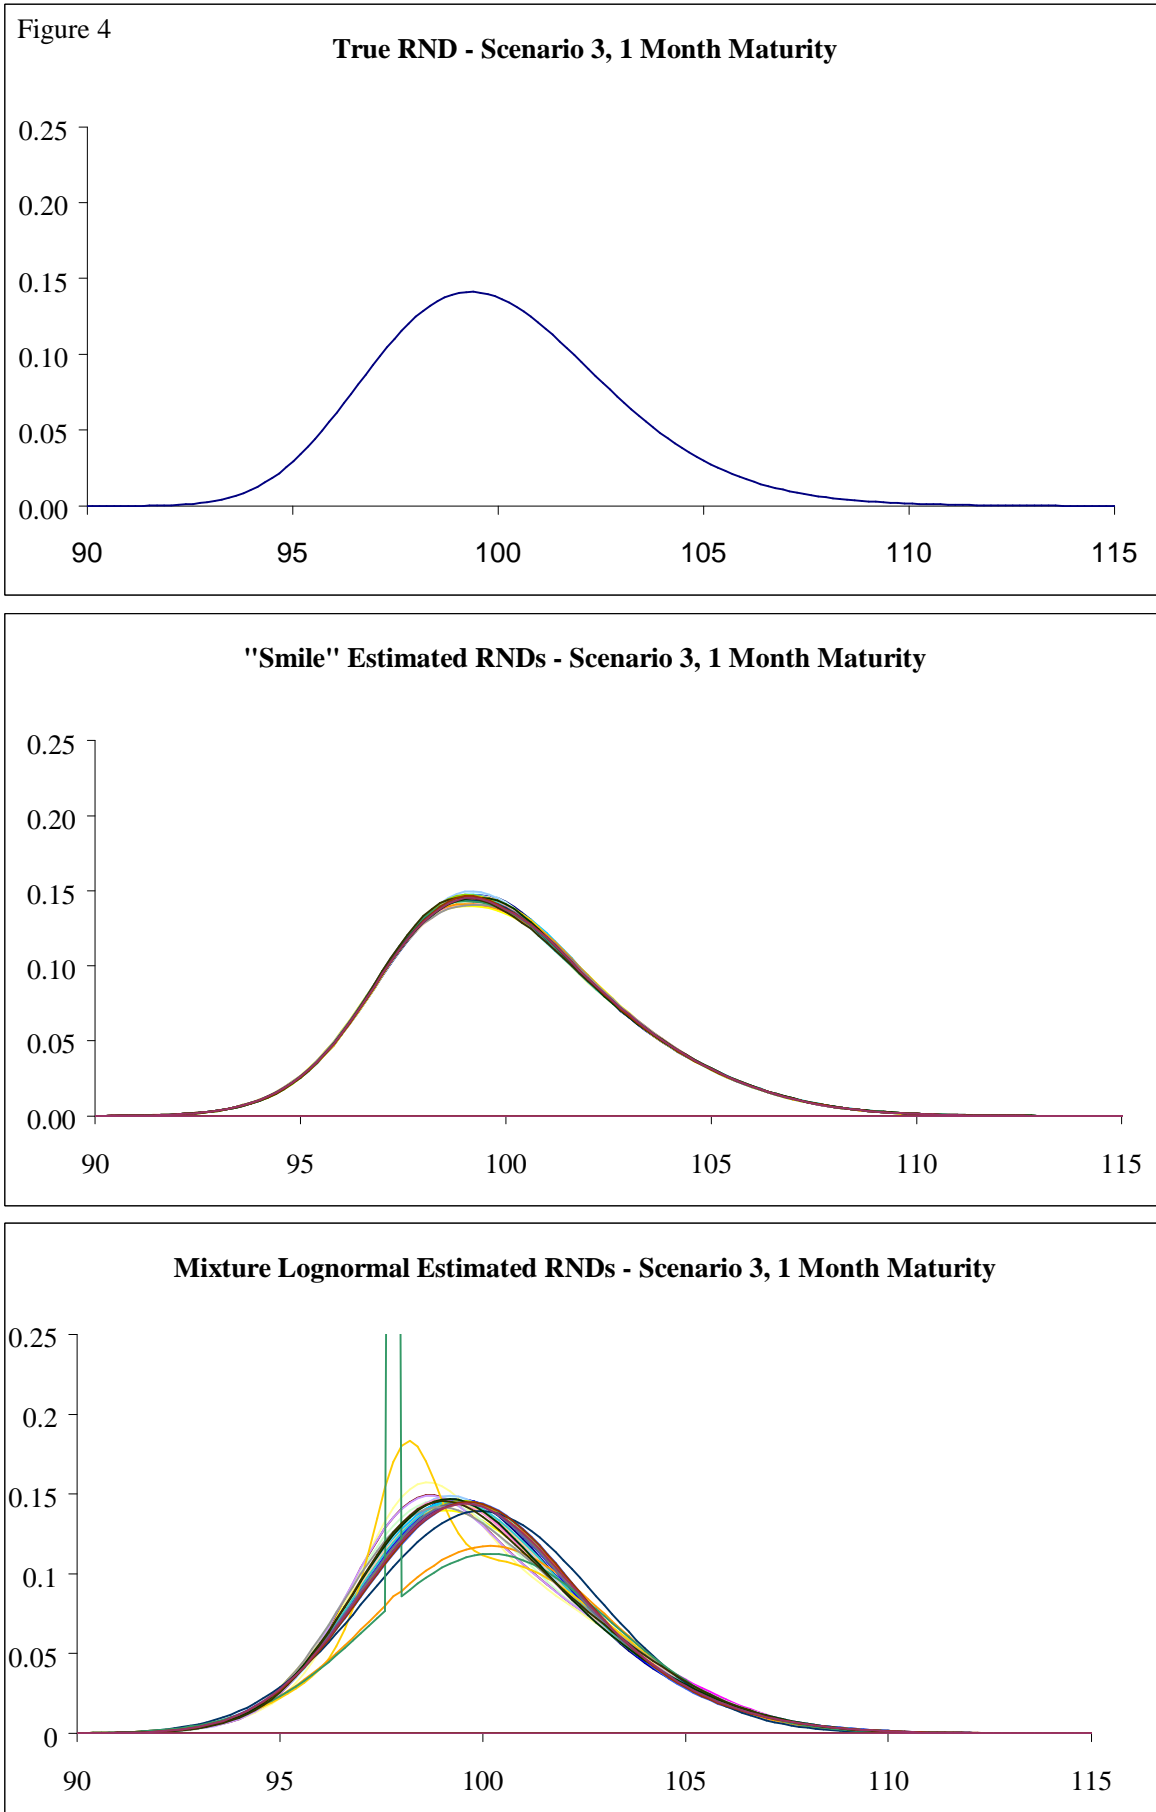 Figure 4
True RND - Scenario 3, 1 Month Maturity
0.25
0.20
0.15
0.10
0.05
0.00
90 95 100 105 110 115
"Smile" Estimated RNDs - Scenario 3, 1 Month Maturity
0.25
0.20
0.15
0.10
0.05
0.00
90 95 100 105 110 115
Mixture Lognormal Estimated RNDs - Scenario 3, 1 Month Maturity
0.25
0.2
0.15
0.1
0.05
0
90 95 100 105 110 115